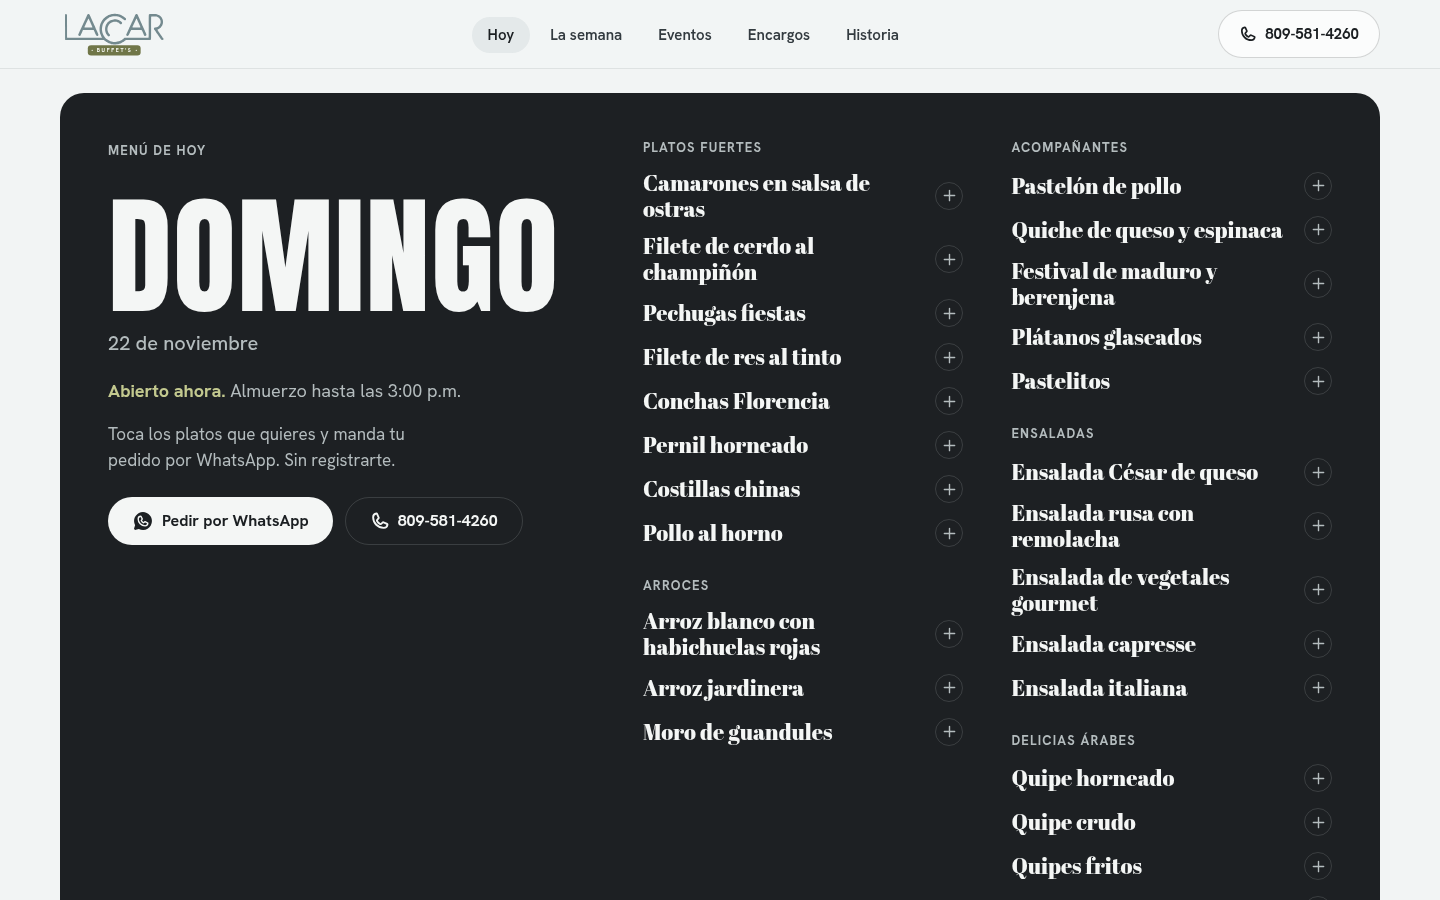 LACAR
· BUFFET'S ·
Hoy
La semana
Eventos
Encargos
Historia
809-581-4260
MENÚ DE HOY
DOMINGO
22 de noviembre
Abierto ahora. Almuerzo hasta las 3:00 p.m.
Toca los platos que quieres y manda tu
pedido por WhatsApp. Sin registrarte.
Pedir por WhatsApp
809-581-4260
PLATOS FUERTES
Camarones en salsa de
ostras
Filete de cerdo al
champiñón
Pechugas fiestas
Filete de res al tinto
Conchas Florencia
Pernil horneado
Costillas chinas
Pollo al horno
ARROCES
Arroz blanco con
habichuelas rojas
Arroz jardinera
Moro de guandules
ACOMPAÑANTES
Pastelón de pollo
Quiche de queso y espinaca
Festival de maduro y
berenjena
Plátanos glaseados
Pastelitos
ENSALADAS
Ensalada César de queso
Ensalada rusa con
remolacha
Ensalada de vegetales
gourmet
Ensalada capresse
Ensalada italiana
DELICIAS ÁRABES
Quipe horneado
Quipe crudo
Quipes fritos